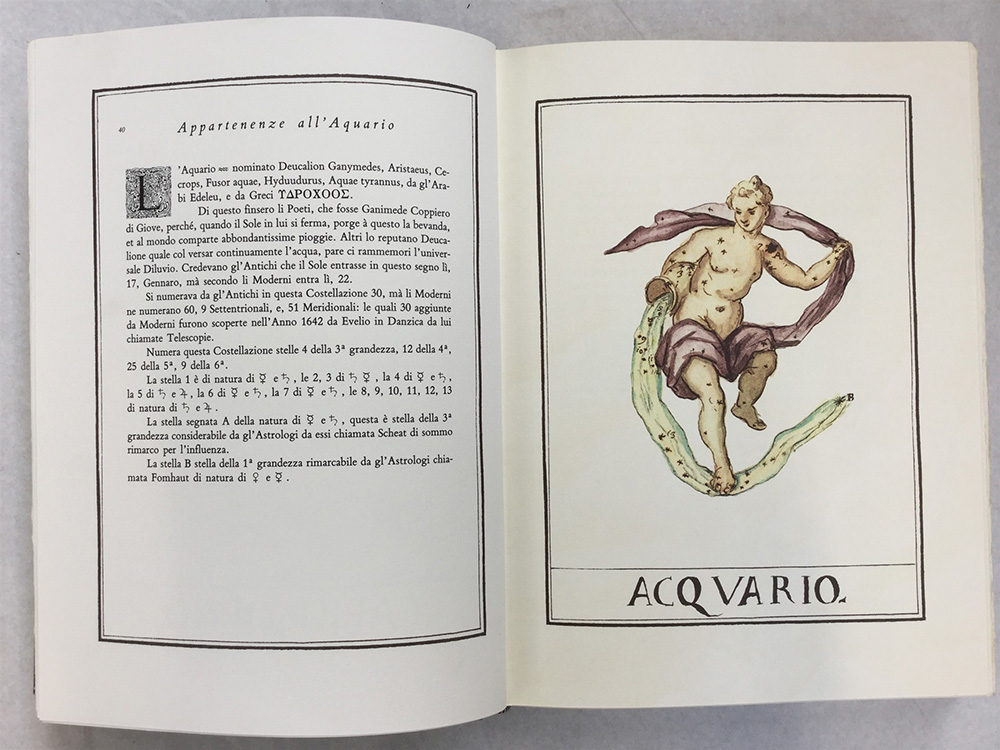 40
Appartenenze all'Aquario
L'Aquario ♒ nominato Deucalion Ganymedes, Aristaeus, Ce-
crops, Fusor aquae, Hyduudurus, Aquae tyrannus, da gl'Ara-
bi Edeleu, e da Greci ΤΔΡΟΧΟΟΣ.
Di questo finsero li Poeti, che fosse Ganimede Coppiero
di Giove, perché, quando il Sole in lui si ferma, porge à questo la bevanda,
et al mondo comparte abbondantissime pioggie. Altri lo reputano Deuca-
lione quale col versar continuamente l'acqua, pare ci rammemori l'univer-
sale Diluvio. Credevano gl'Antichi che il Sole entrasse in questo segno lì,
17, Gennaro, mà secondo li Moderni entra lì, 22.
Si numerava da gl'Antichi in questa Costellazione 30, mà li Moderni
ne numerano 60, 9 Settentrionali, e, 51 Meridionali: le quali 30 aggiunte
da Moderni furono scoperte nell'Anno 1642 da Evelio in Danzica da lui
chiamate Telescopie.
Numera questa Costellazione stelle 4 della 3ª grandezza, 12 della 4ª,
25 della 5ª, 9 della 6ª.
La stella 1 è di natura di ☿ e ♄, le 2, 3 di ♄ ☿, la 4 di ☿ e ♄,
la 5 di ♄ e ♃, la 6 di ☿ e ♄, la 7 di ☿ e ♄, le 8, 9, 10, 11, 12, 13
di natura di ♄ e ♃.
La stella segnata A della natura di ☿ e ♄, questa è stella della 3ª
grandezza considerabile da gl'Astrologi da essi chiamata Scheat di sommo
rimarco per l'influenza.
La stella B stella della 1ª grandezza rimarcabile da gl'Astrologi chia-
mata Fomhaut di natura di ♀ e ☿.
B
ACQVARIO.